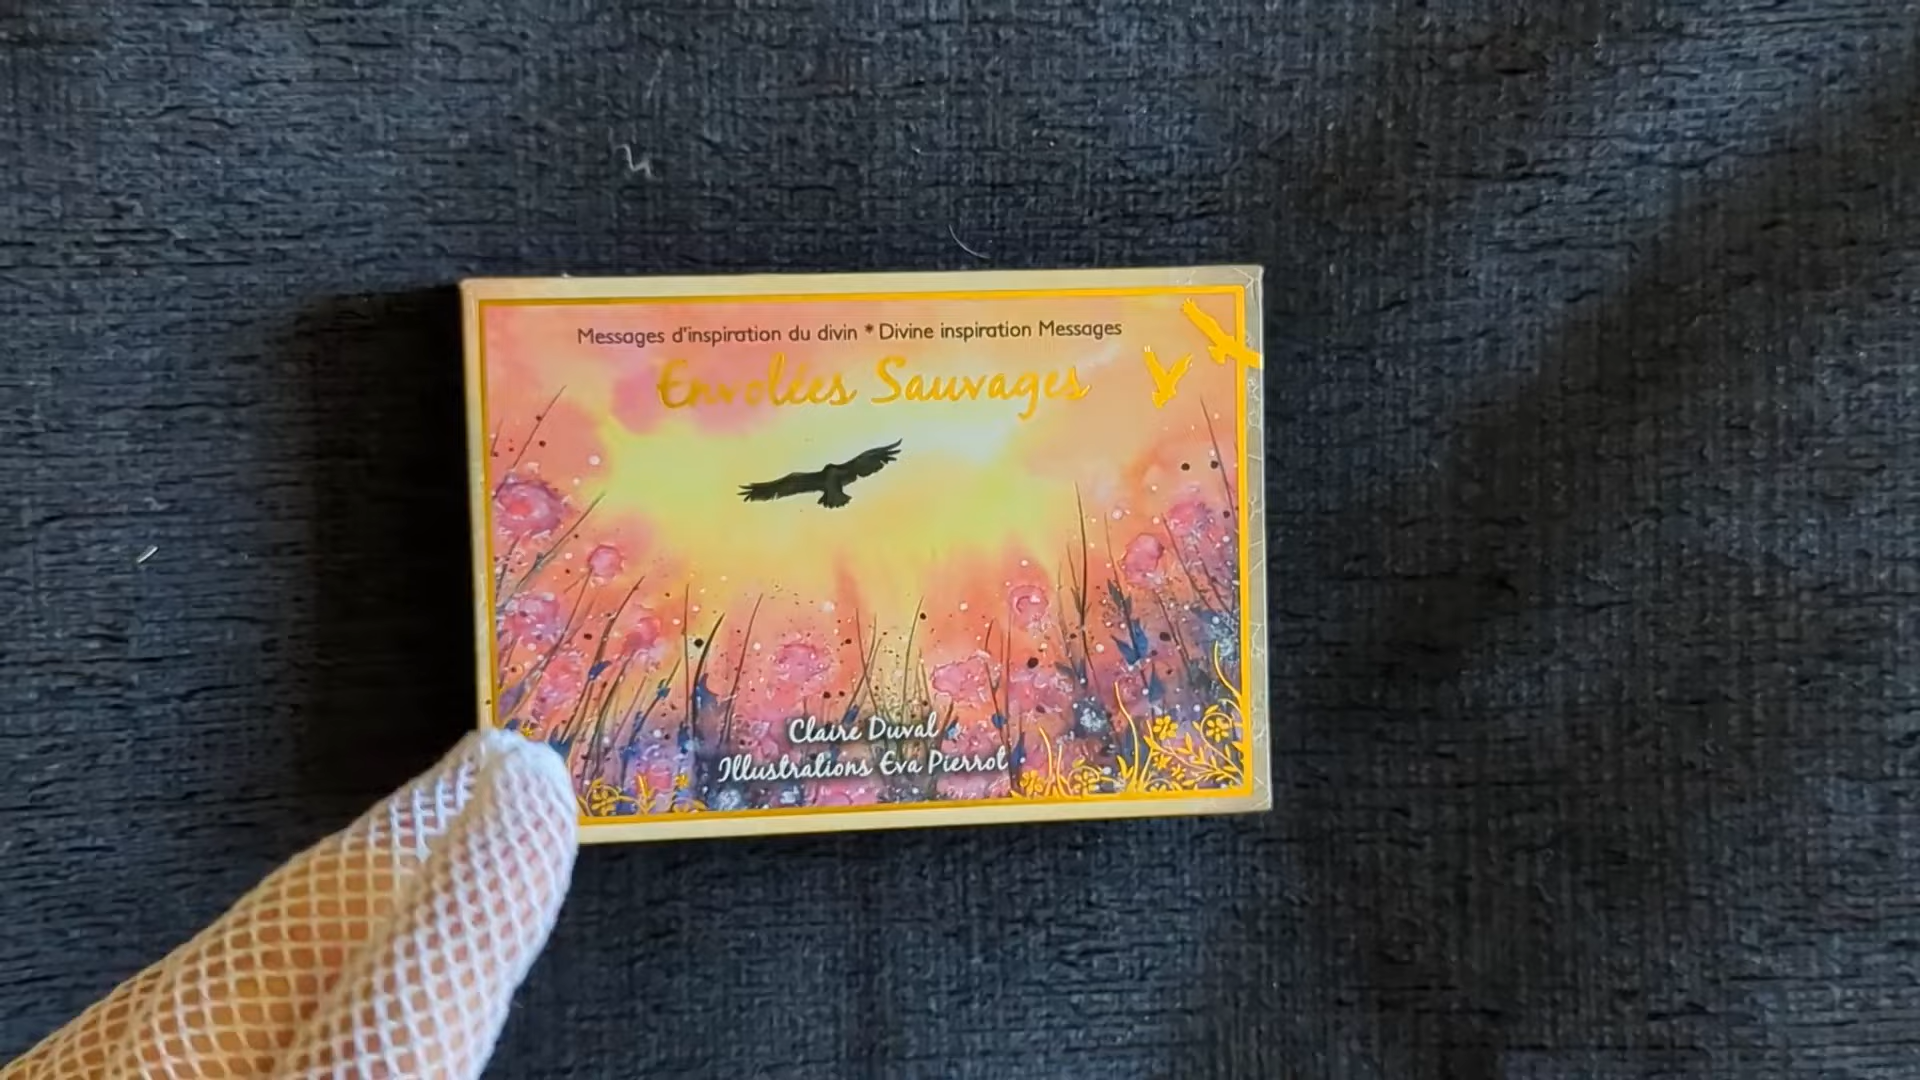 Messages d'inspiration du divin * Divine inspiration Messages
Envolées Sauvages
Claire Duval
Illustrations Eva Pierrot